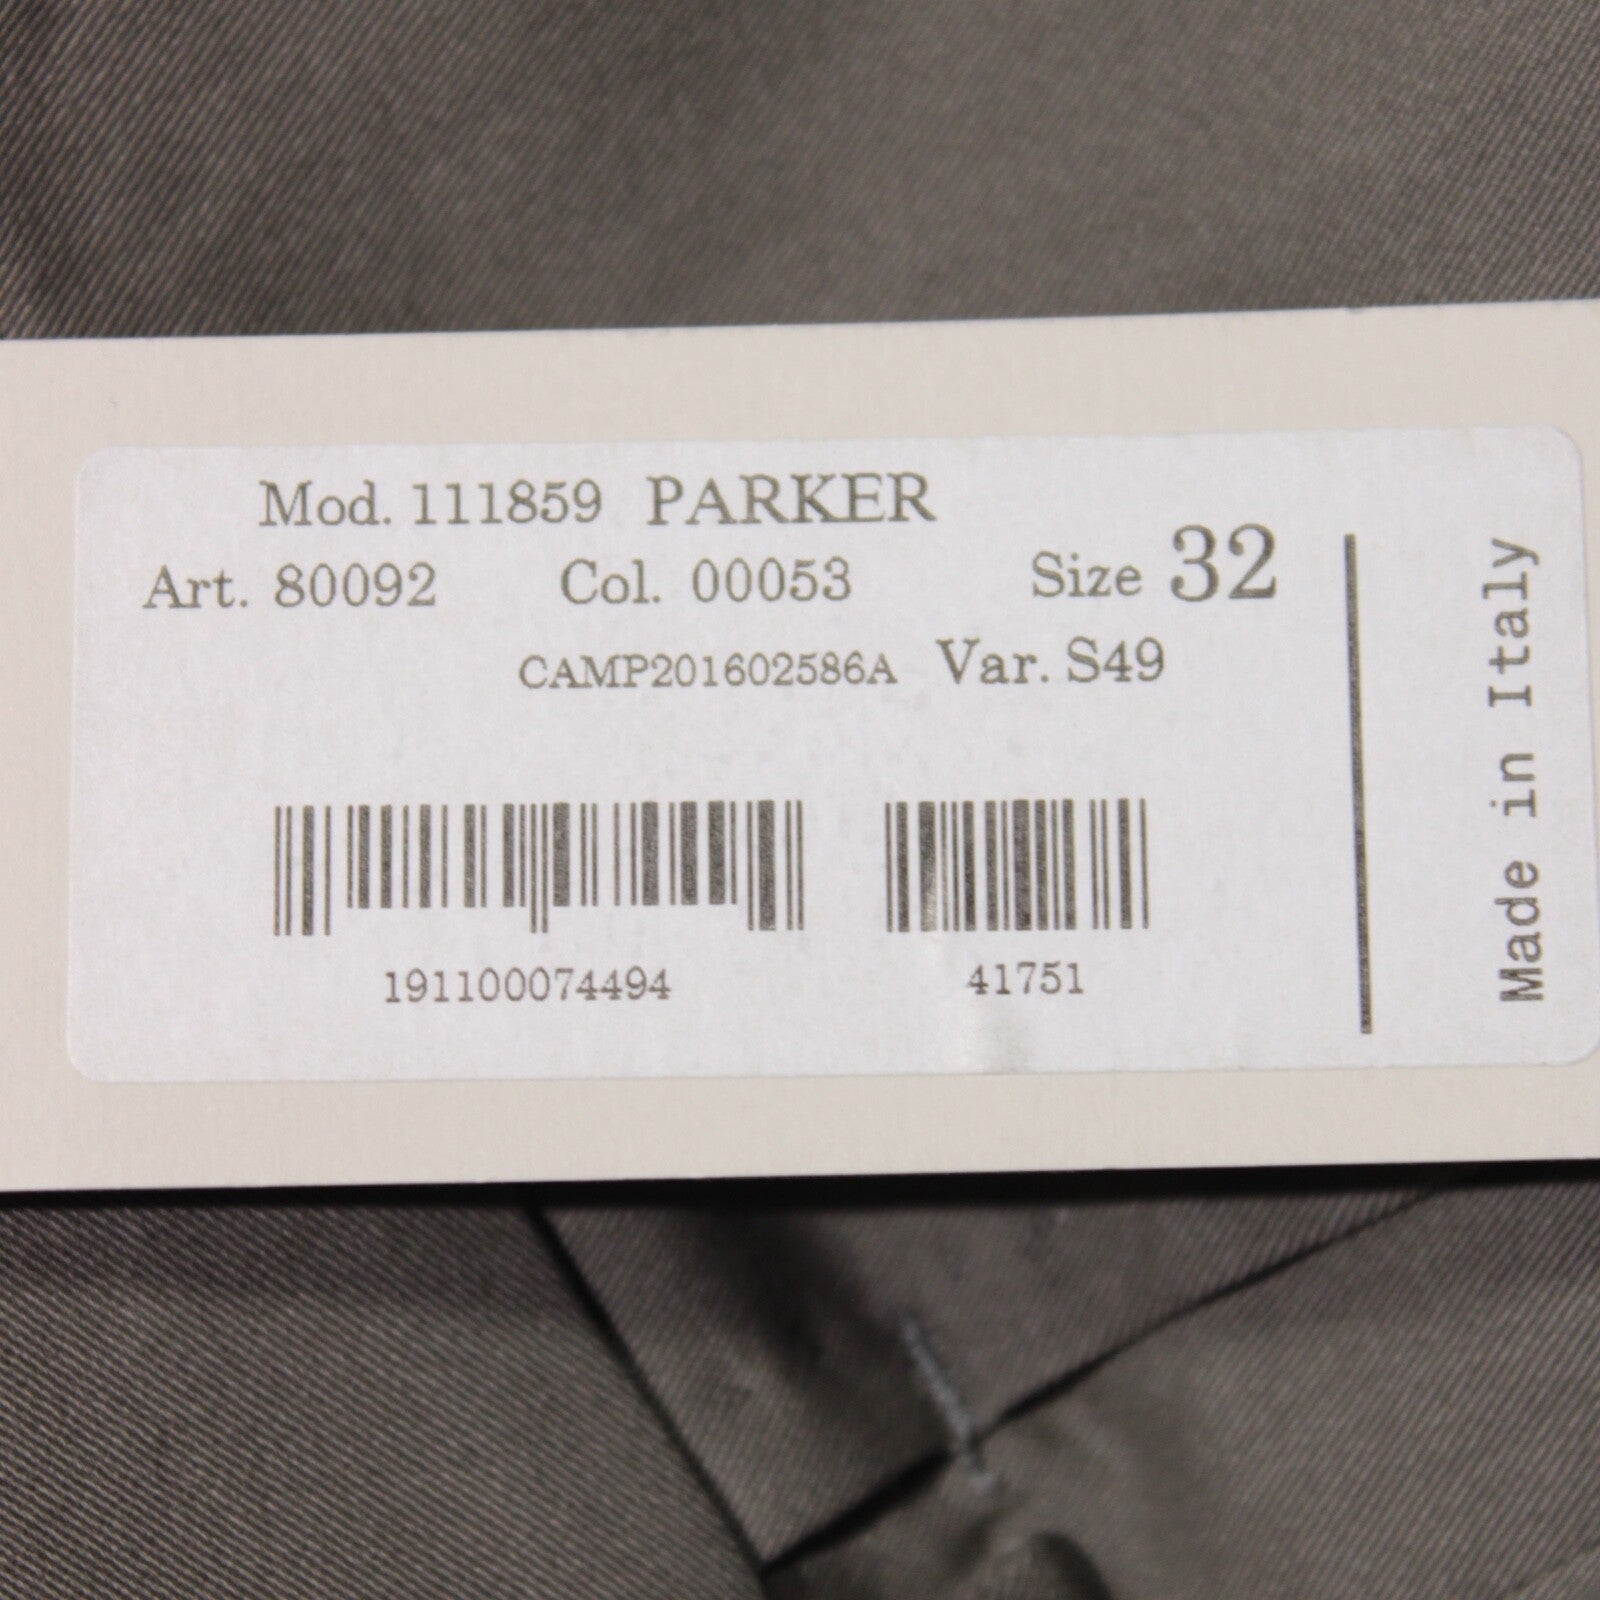 Mod. 111859 PARKER
Art. 80092 Col. 00053 Size 32
CAMP201602586A Var. S49
191100074494 41751
Made in Italy